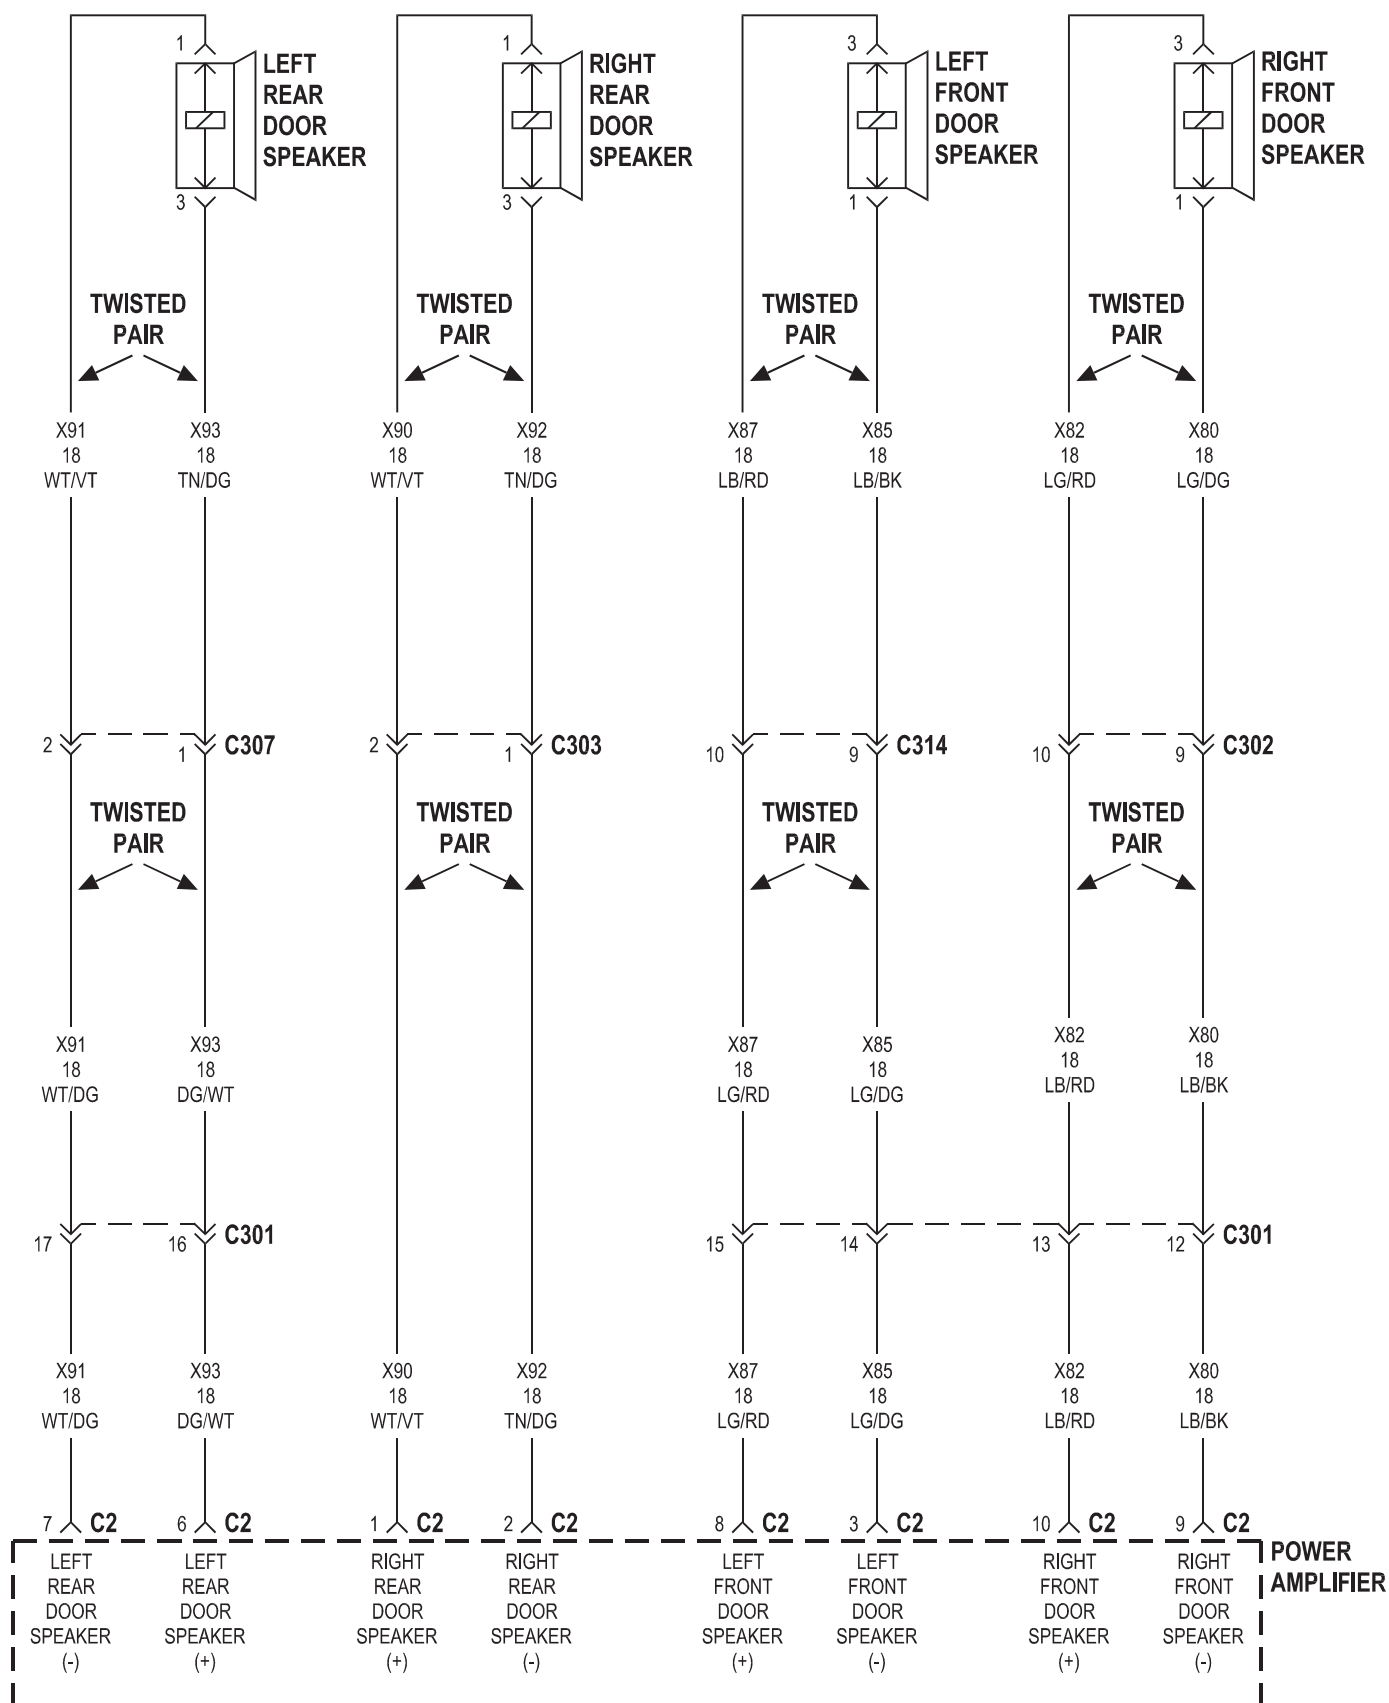 1
LEFT
REAR
DOOR
SPEAKER
3
1
RIGHT
REAR
DOOR
SPEAKER
3
3
LEFT
FRONT
DOOR
SPEAKER
1
3
RIGHT
FRONT
DOOR
SPEAKER
1
TWISTED
PAIR
TWISTED
PAIR
TWISTED
PAIR
TWISTED
PAIR
X91
18
WT/VT
X93
18
TN/DG
X90
18
WT/VT
X92
18
TN/DG
X87
18
LB/RD
X85
18
LB/BK
X82
18
LG/RD
X80
18
LG/DG
2
1
C307
2
1
C303
10
9
C314
10
9
C302
TWISTED
PAIR
TWISTED
PAIR
TWISTED
PAIR
TWISTED
PAIR
X91
18
WT/DG
X93
18
DG/WT
X87
18
LG/RD
X85
18
LG/DG
X82
18
LB/RD
X80
18
LB/BK
17
16
C301
15
14
13
12
C301
X91
18
WT/DG
X93
18
DG/WT
X90
18
WT/VT
X92
18
TN/DG
X87
18
LG/RD
X85
18
LG/DG
X82
18
LB/RD
X80
18
LB/BK
7 C2
6 C2
1 C2
2 C2
8 C2
3 C2
10 C2
9 C2
LEFT
REAR
DOOR
SPEAKER
(-)
LEFT
REAR
DOOR
SPEAKER
(+)
RIGHT
REAR
DOOR
SPEAKER
(+)
RIGHT
REAR
DOOR
SPEAKER
(-)
LEFT
FRONT
DOOR
SPEAKER
(+)
LEFT
FRONT
DOOR
SPEAKER
(-)
RIGHT
FRONT
DOOR
SPEAKER
(+)
RIGHT
FRONT
DOOR
SPEAKER
(-)
POWER
AMPLIFIER